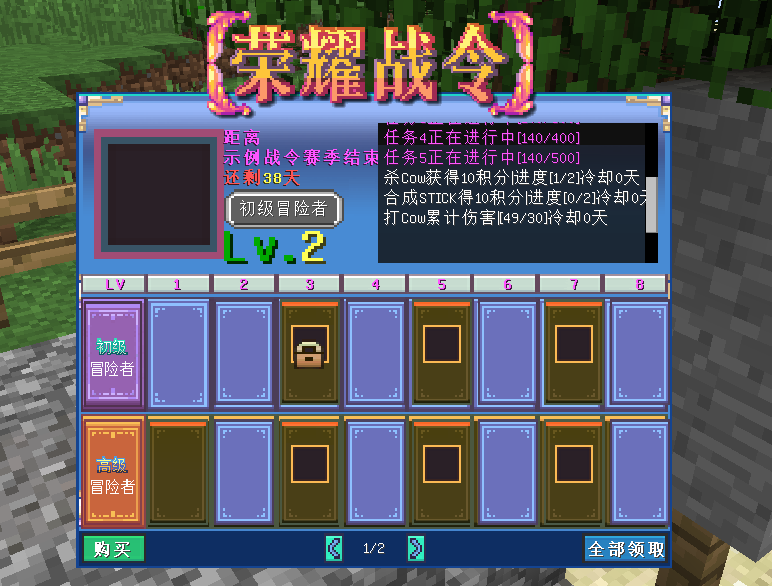 荣耀战令
距离
示例战令赛季结束
还剩38天
初级冒险者
Lv.2
任务4正在进行中[140/400]
任务5正在进行中[140/500]
杀Cow获得10积分|进度[1/2]冷却0天
合成STICK得10积分|进度[0/2]冷却0天
打Cow累计伤害[49/30]冷却0天
LV 1 2 3 4 5 6 7 8
初级
冒险者
高级
冒险者
购买
1/2
全部领取